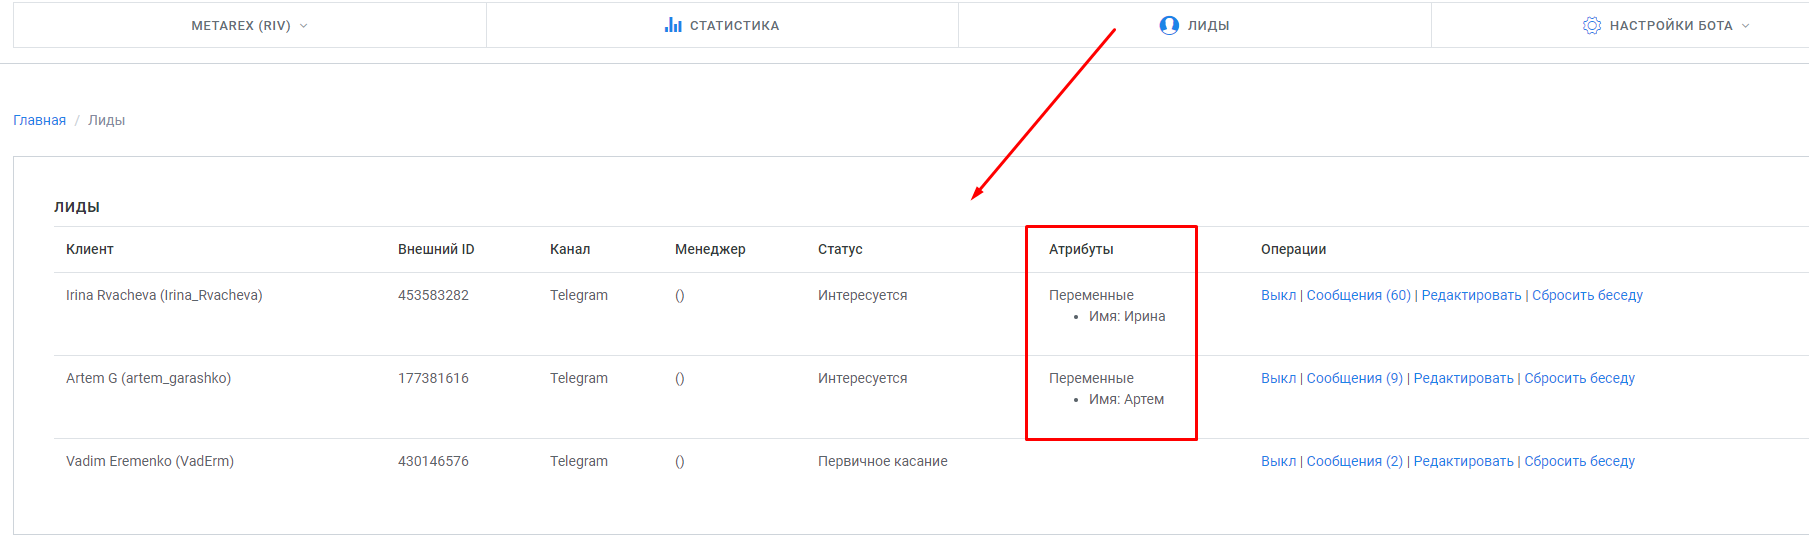 METAREX (RIV) СТАТИСТИКА ЛИДЫ НАСТРОЙКИ БОТА
Главная / Лиды
ЛИДЫ
Клиент Внешний ID Канал Менеджер Статус Атрибуты Операции
Irina Rvacheva (Irina_Rvacheva) 453583282 Telegram () Интересуется Переменные Выкл | Сообщения (60) | Редактировать | Сбросить беседу
• Имя: Ирина
Artem G (artem_garashko) 177381616 Telegram () Интересуется Переменные Выкл | Сообщения (9) | Редактировать | Сбросить беседу
• Имя: Артем
Vadim Eremenko (VadErm) 430146576 Telegram () Первичное касание Выкл | Сообщения (2) | Редактировать | Сбросить беседу